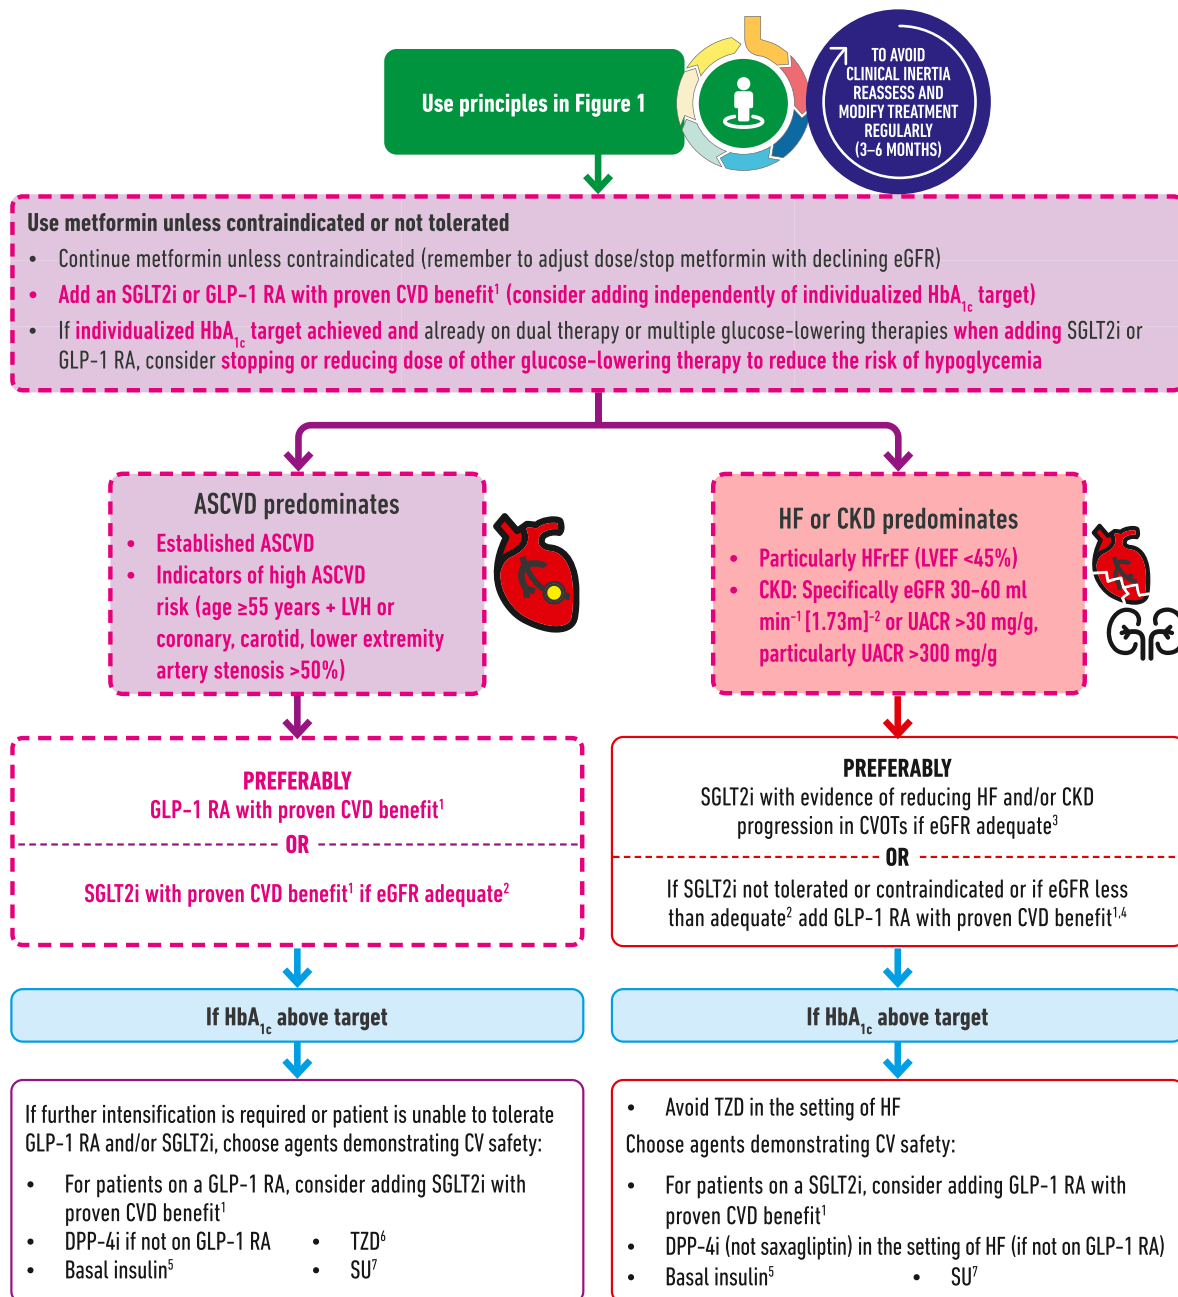 Use principles in Figure 1
TO AVOID
CLINICAL INERTIA
REASSESS AND
MODIFY TREATMENT
REGULARLY
(3–6 MONTHS)
Use metformin unless contraindicated or not tolerated
• Continue metformin unless contraindicated (remember to adjust dose/stop metformin with declining eGFR)
• Add an SGLT2i or GLP-1 RA with proven CVD benefit¹ (consider adding independently of individualized HbA1c target)
• If individualized HbA1c target achieved and already on dual therapy or multiple glucose-lowering therapies when adding SGLT2i or
GLP-1 RA, consider stopping or reducing dose of other glucose-lowering therapy to reduce the risk of hypoglycemia
ASCVD predominates
• Established ASCVD
• Indicators of high ASCVD
risk (age ≥55 years + LVH or
coronary, carotid, lower extremity
artery stenosis >50%)
HF or CKD predominates
• Particularly HFrEF (LVEF <45%)
• CKD: Specifically eGFR 30–60 ml
min⁻¹ [1.73m]⁻² or UACR >30 mg/g,
particularly UACR >300 mg/g
PREFERABLY
GLP-1 RA with proven CVD benefit¹
OR
SGLT2i with proven CVD benefit¹ if eGFR adequate²
PREFERABLY
SGLT2i with evidence of reducing HF and/or CKD
progression in CVOTs if eGFR adequate³
OR
If SGLT2i not tolerated or contraindicated or if eGFR less
than adequate² add GLP-1 RA with proven CVD benefit¹,⁴
If HbA1c above target
If HbA1c above target
If further intensification is required or patient is unable to tolerate
GLP-1 RA and/or SGLT2i, choose agents demonstrating CV safety:
• For patients on a GLP-1 RA, consider adding SGLT2i with
proven CVD benefit¹
• DPP-4i if not on GLP-1 RA • TZD⁶
• Basal insulin⁵ • SU⁷
• Avoid TZD in the setting of HF
Choose agents demonstrating CV safety:
• For patients on a SGLT2i, consider adding GLP-1 RA with
proven CVD benefit¹
• DPP-4i (not saxagliptin) in the setting of HF (if not on GLP-1 RA)
• Basal insulin⁵ • SU⁷